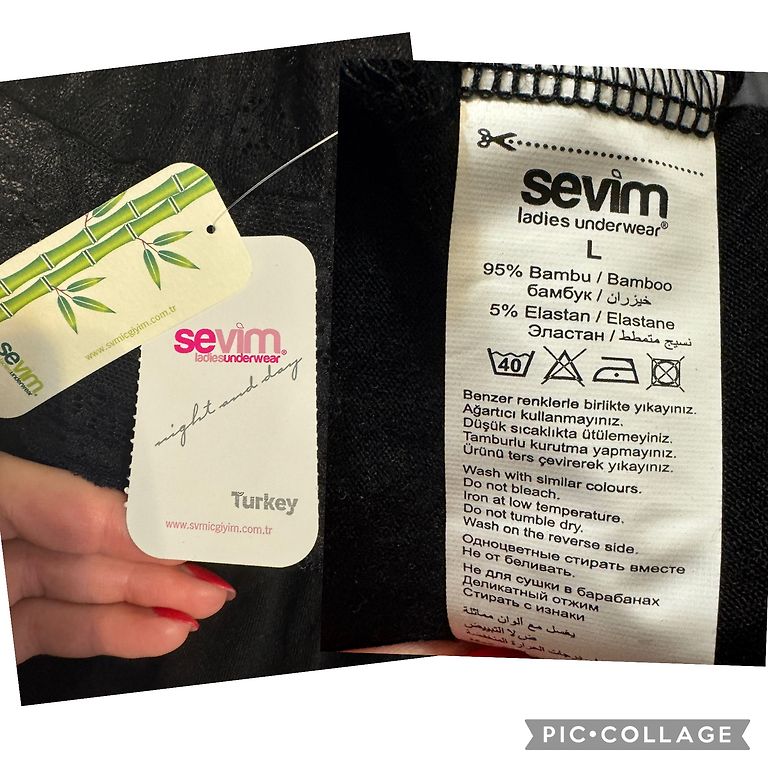 www.svmicgiyim.com.tr
sevim
ladiesunderwear®
night and day
Turkey
www.svmicgiyim.com.tr
sevim
ladies underwear®
L
95% Bambu / Bamboo
бамбук / خيزران
5% Elastan / Elastane
Эластан / نسيج متمطط
40
Benzer renklerle birlikte yıkayınız.
Ağartıcı kullanmayınız.
Düşük sıcaklıkta ütülemeyiniz.
Tamburlu kurutma yapmayınız.
Ürünü ters çevirerek yıkayınız.
Wash with similar colours.
Do not bleach.
Iron at low temperature.
Do not tumble dry.
Wash on the reverse side.
Одноцветные стирать вместе
Не от беливать.
Не для сушки в барабанах
Деликатный отжим
Стирать с изнаки
يغسل مع ألوان مماثلة
PIC•COLLAGE